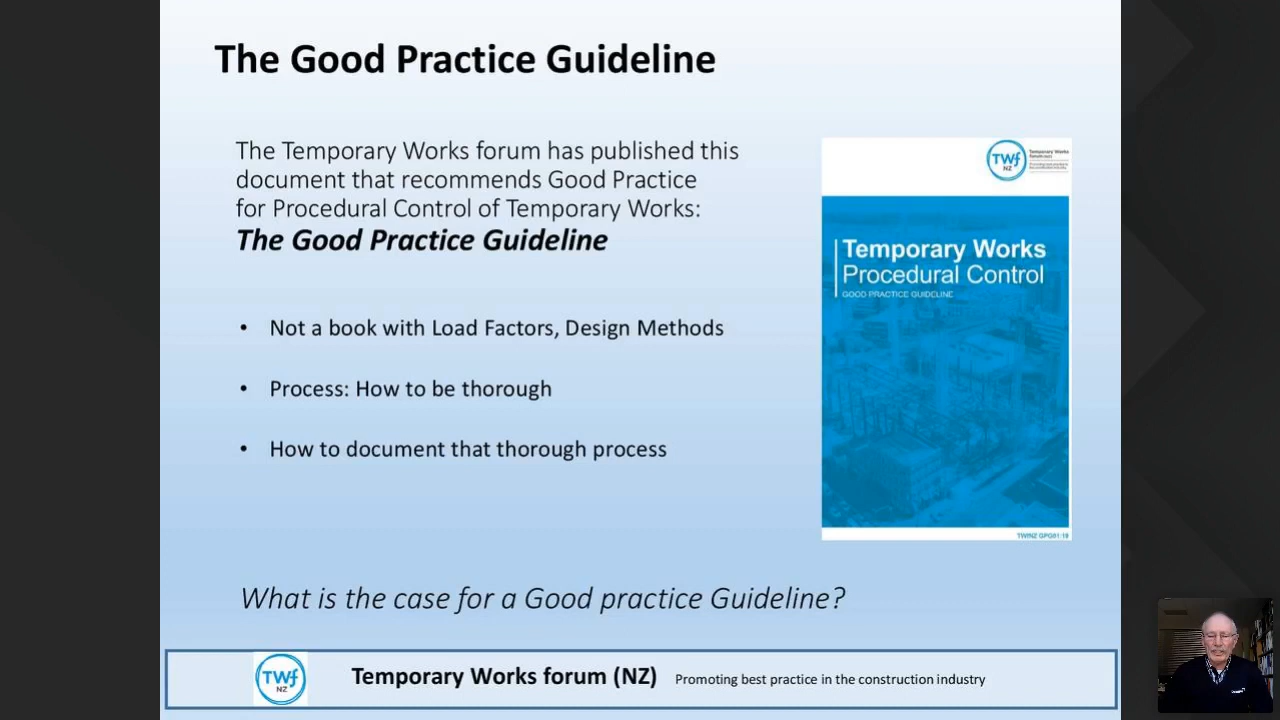 The Good Practice Guideline
The Temporary Works forum has published this
document that recommends Good Practice
for Procedural Control of Temporary Works:
The Good Practice Guideline
• Not a book with Load Factors, Design Methods
• Process: How to be thorough
• How to document that thorough process
TWf
NZ
Temporary Works
Procedural Control
GOOD PRACTICE GUIDELINE
TWfNZ GPG01:19
What is the case for a Good practice Guideline?
TWf
NZ
Temporary Works forum (NZ) Promoting best practice in the construction industry